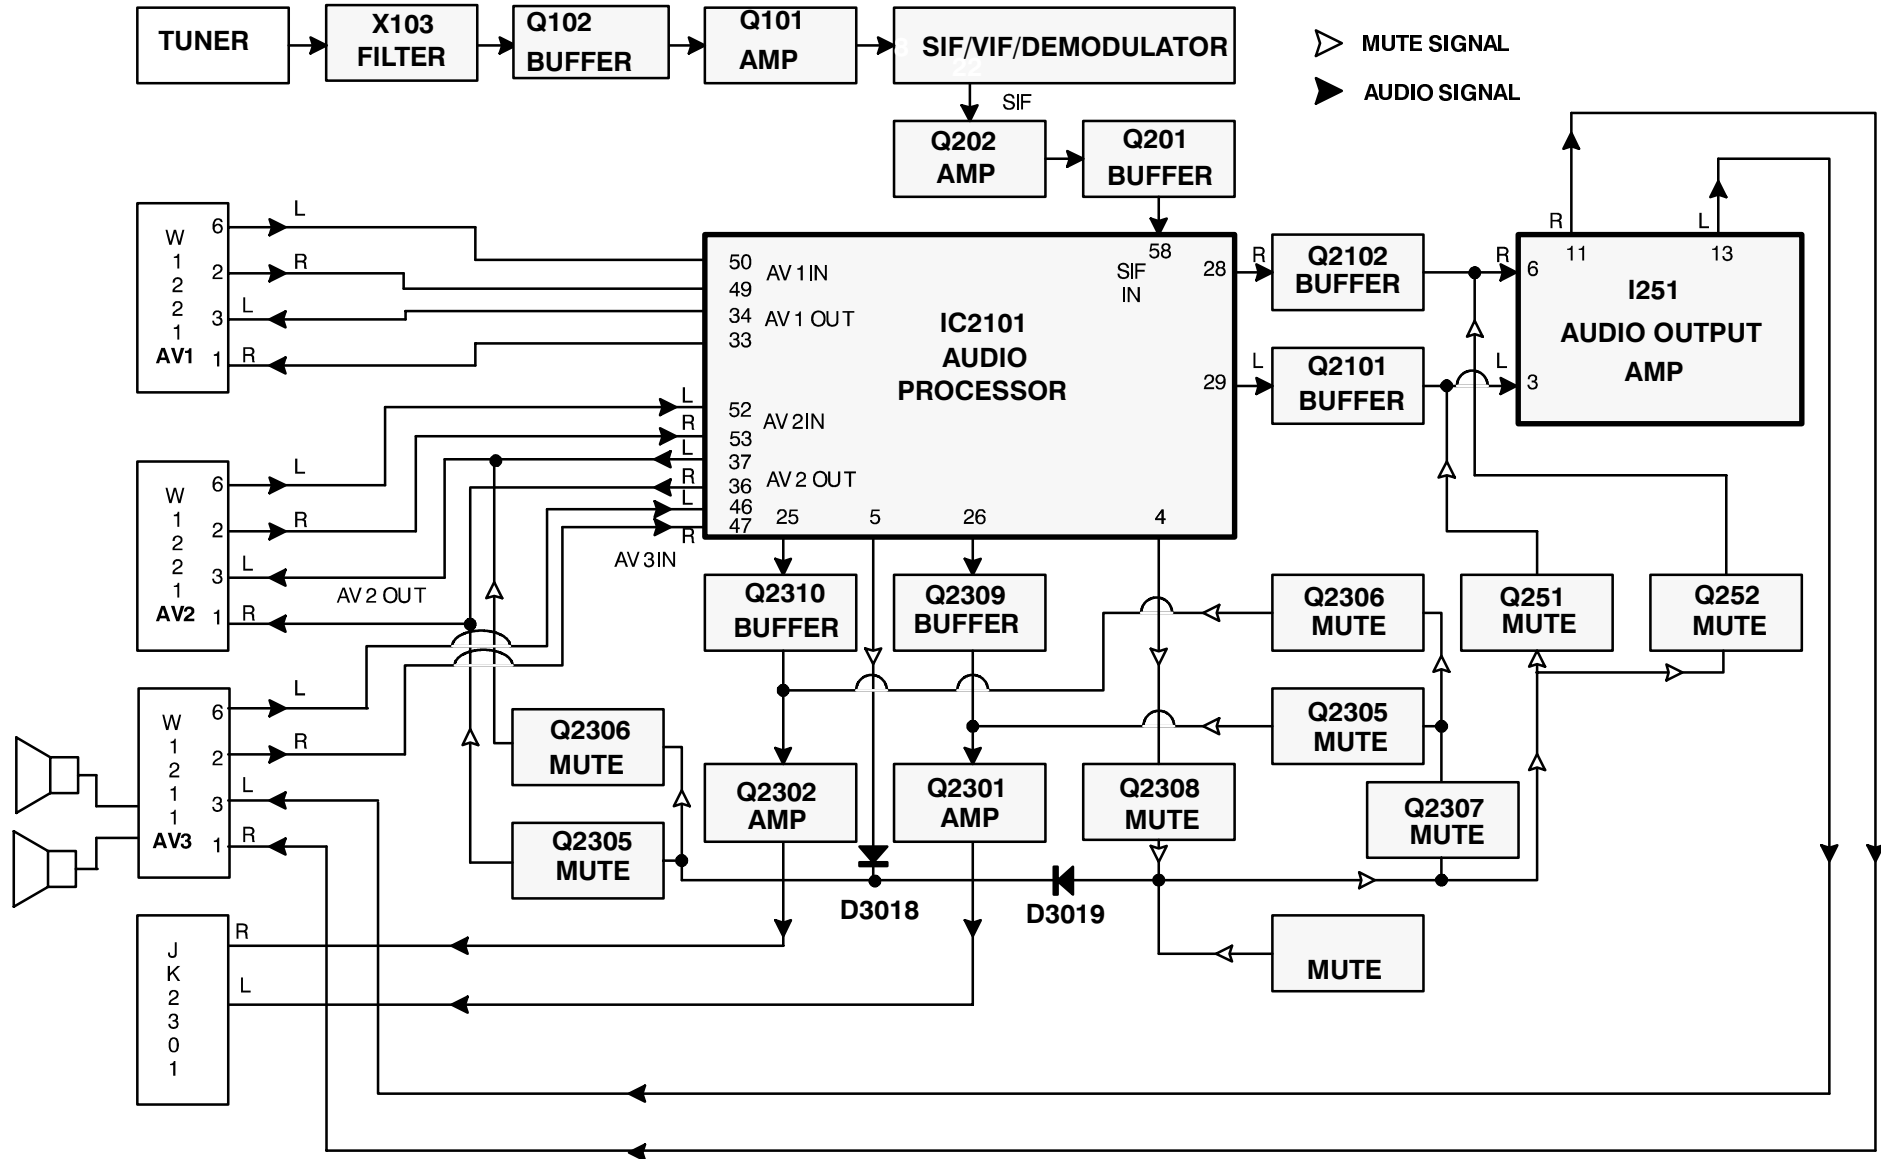 TUNER
X103
FILTER
Q102
BUFFER
Q101
AMP
8
SIF/VIF/DEMODULATOR
22
MUTE SIGNAL
AUDIO SIGNAL
SIF
Q202
AMP
Q201
BUFFER
W
1
2
2
1
AV1
6
2
3
1
L
R
L
R
50
49
34
33
AV 1 IN
AV 1 OUT
58
SIF
IN
28
29
IC2101
AUDIO
PROCESSOR
R
Q2102
BUFFER
R
L
Q2101
BUFFER
L
R
L
11
13
6
3
I251
AUDIO OUTPUT
AMP
L
R
L
R
L
R
52
53
37
36
46
47
AV 2 IN
AV 2 OUT
25
5
26
4
AV 3 IN
W
1
2
2
1
AV2
6
2
3
1
L
R
L
R
AV 2 OUT
Q2310
BUFFER
Q2309
BUFFER
Q2306
MUTE
Q251
MUTE
Q252
MUTE
W
1
2
1
1
AV3
6
2
3
1
L
R
L
R
Q2306
MUTE
Q2305
MUTE
Q2305
MUTE
Q2302
AMP
Q2301
AMP
Q2308
MUTE
Q2307
MUTE
D3018
D3019
MUTE
J
K
2
3
0
1
R
L